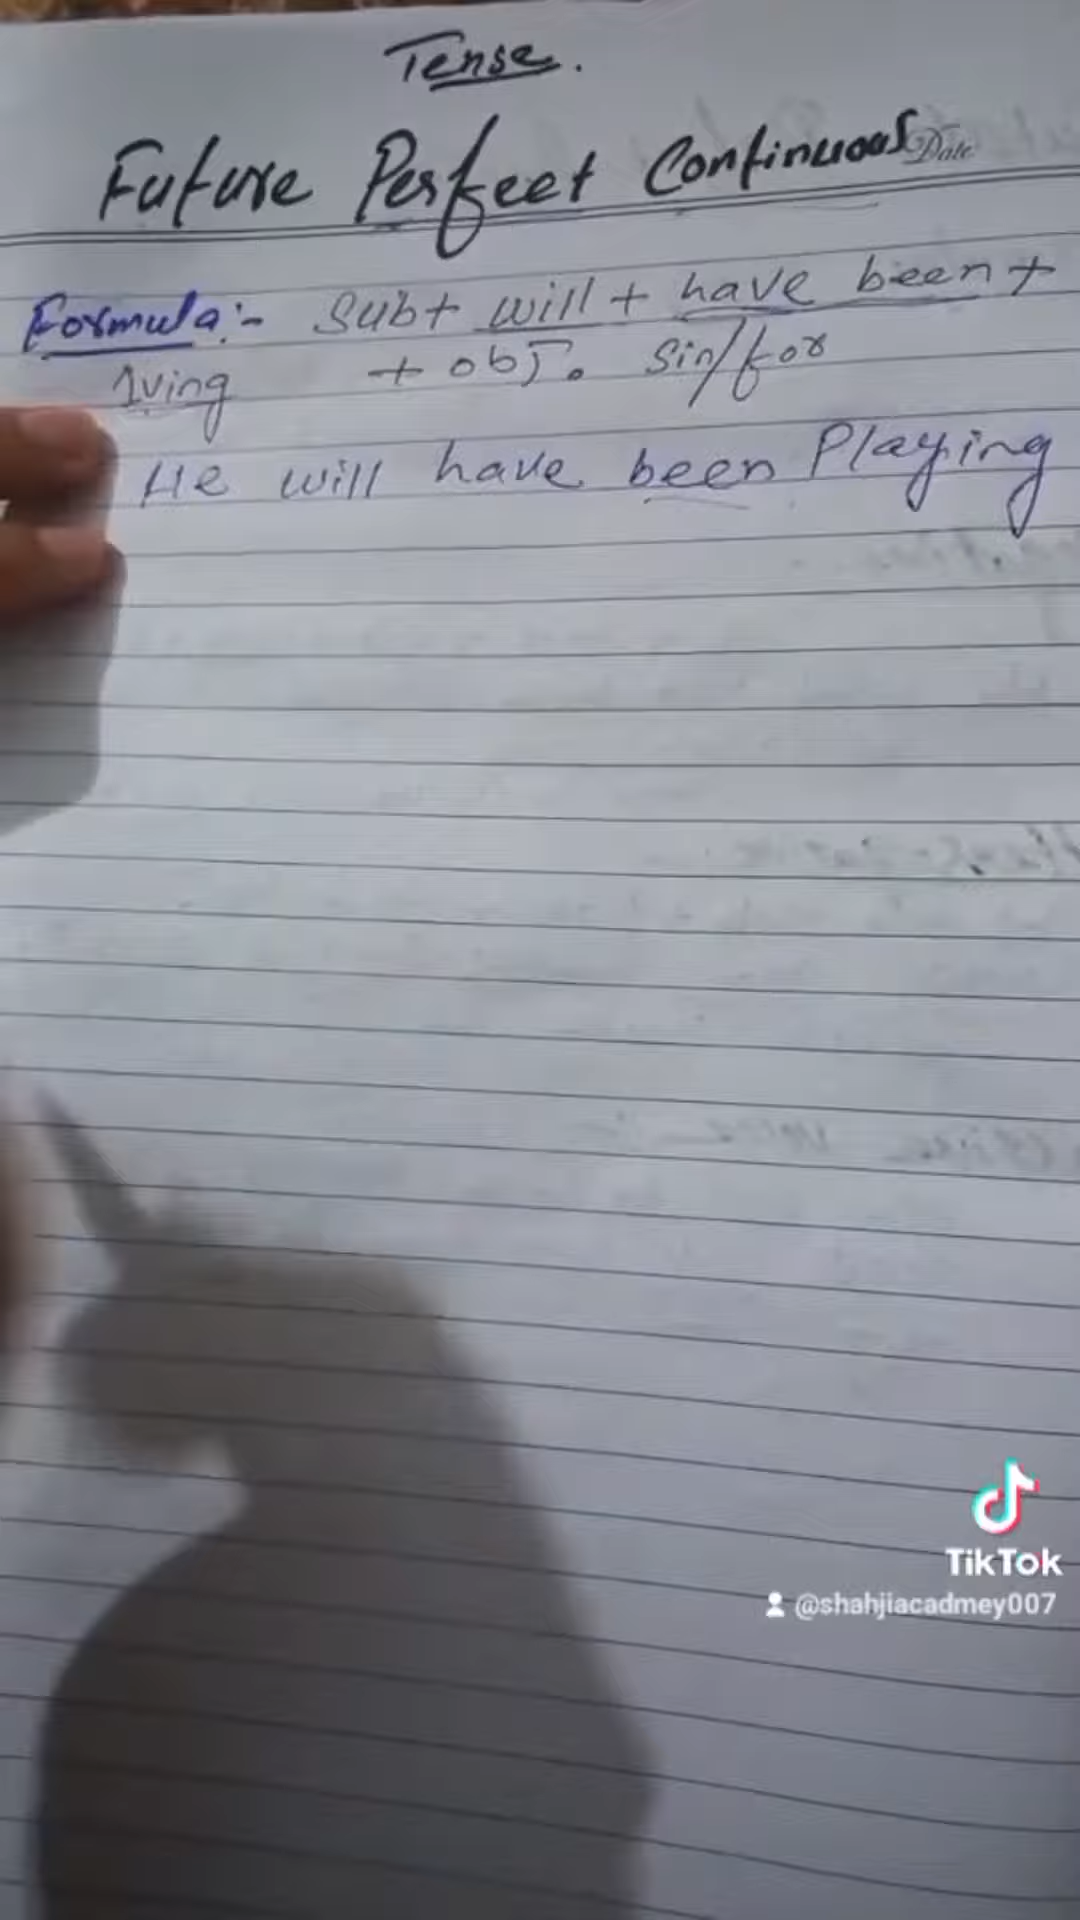 Tense.
Future Perfect Continuous Date
Formula:- Sub+ will + have been +
1ving + obj. Sin/for
He will have been Playing
TikTok
@shahjiacadmey007